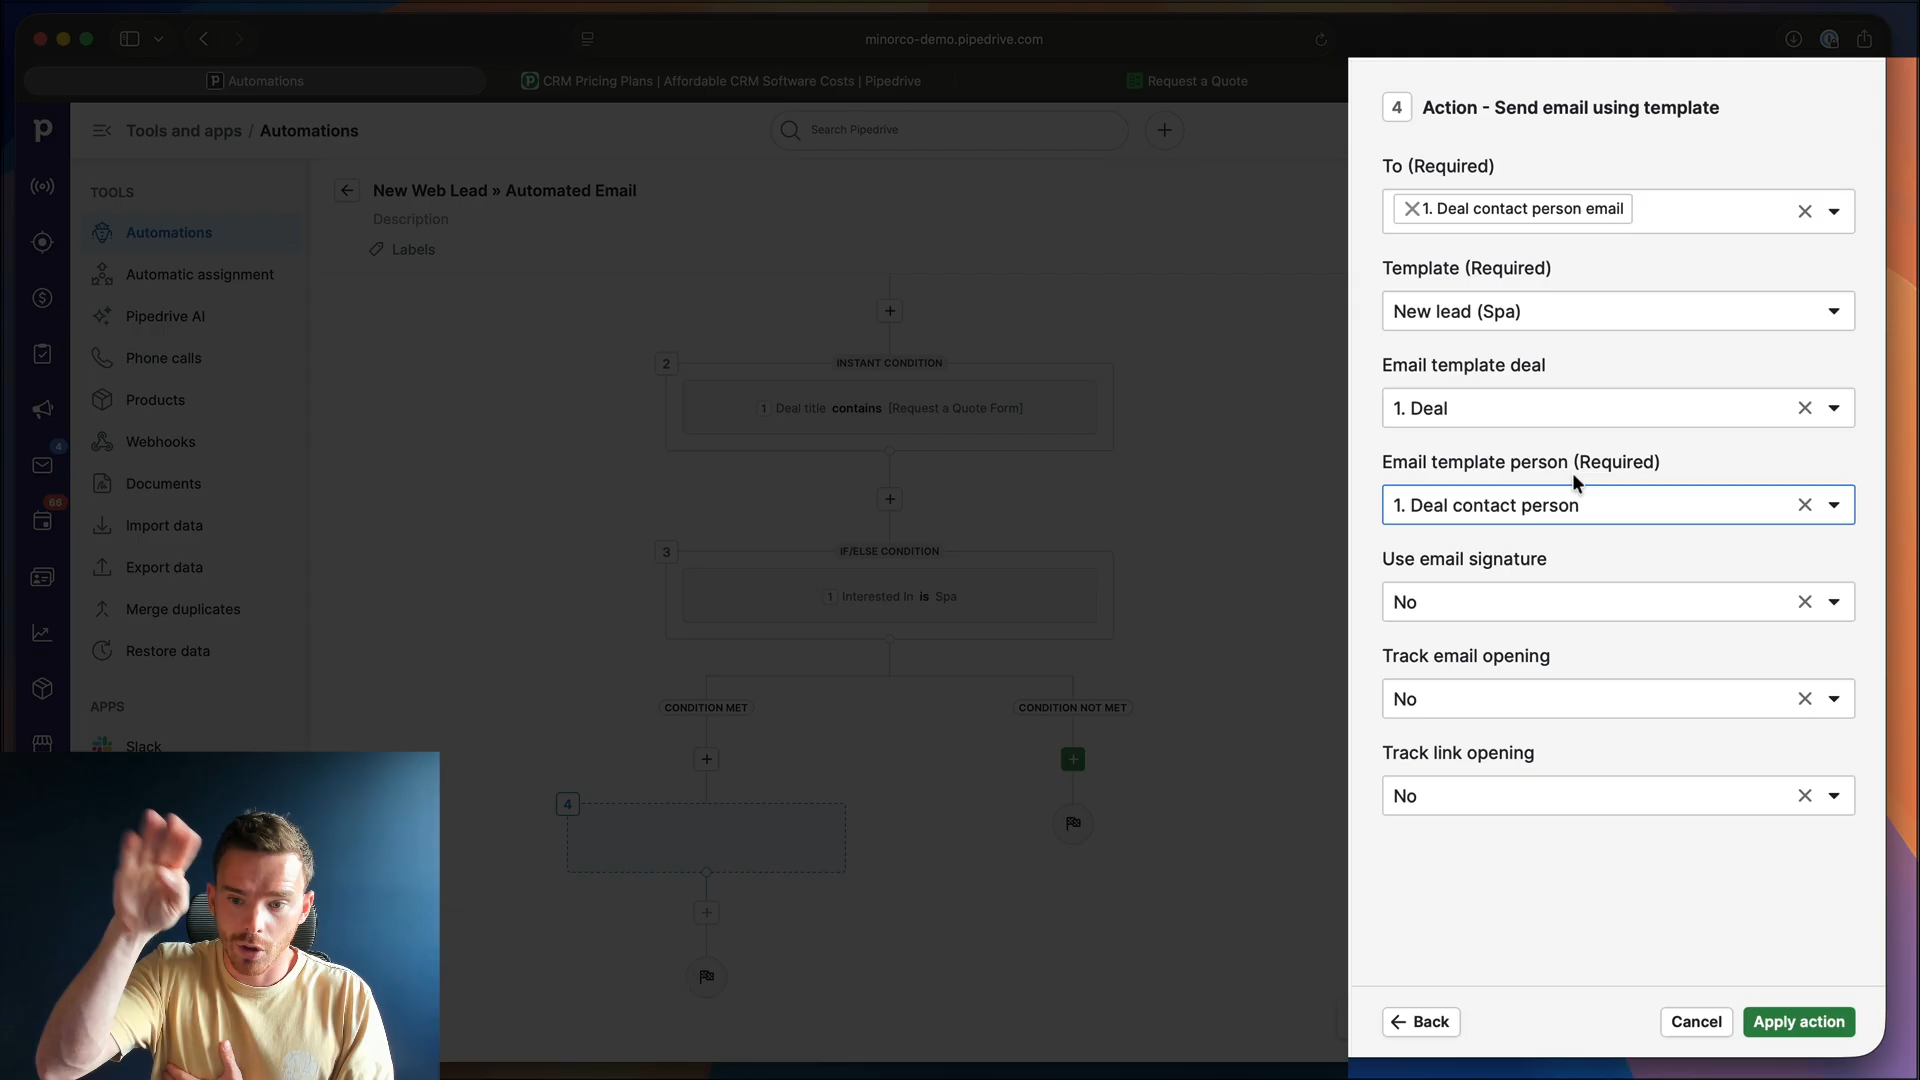 minorco-demo.pipedrive.com
Automations
CRM Pricing Plans | Affordable CRM Software Costs | Pipedrive
Request a Quote
Tools and apps / Automations
Search Pipedrive
TOOLS
Automations
Automatic assignment
Pipedrive AI
Phone calls
Products
Webhooks
Documents
Import data
Export data
Merge duplicates
Restore data
APPS
Slack
4
66
New Web Lead » Automated Email
Description
Labels
2
INSTANT CONDITION
1 Deal title contains [Request a Quote Form]
3
IF/ELSE CONDITION
1 Interested In is Spa
CONDITION MET
CONDITION NOT MET
4
4 Action - Send email using template
To (Required)
1. Deal contact person email
Template (Required)
New lead (Spa)
Email template deal
1. Deal
Email template person (Required)
1. Deal contact person
Use email signature
No
Track email opening
No
Track link opening
No
Back
Cancel
Apply action